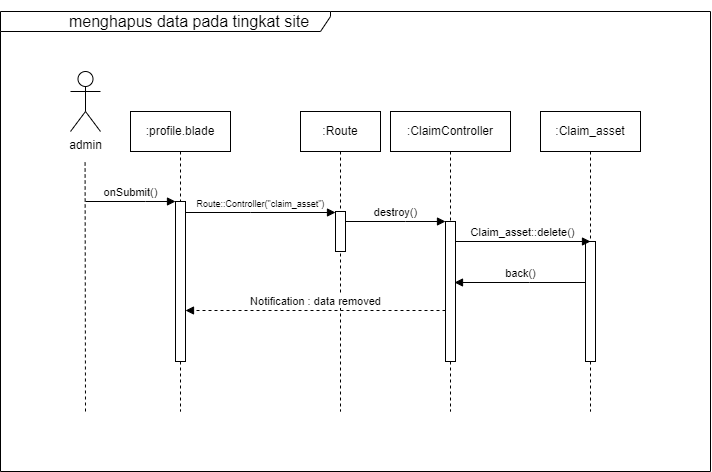 menghapus data pada tingkat site
admin
:profile.blade
:Route
:ClaimController
:Claim_asset
onSubmit()
Route::Controller("claim_asset")
destroy()
Claim_asset::delete()
back()
Notification : data removed